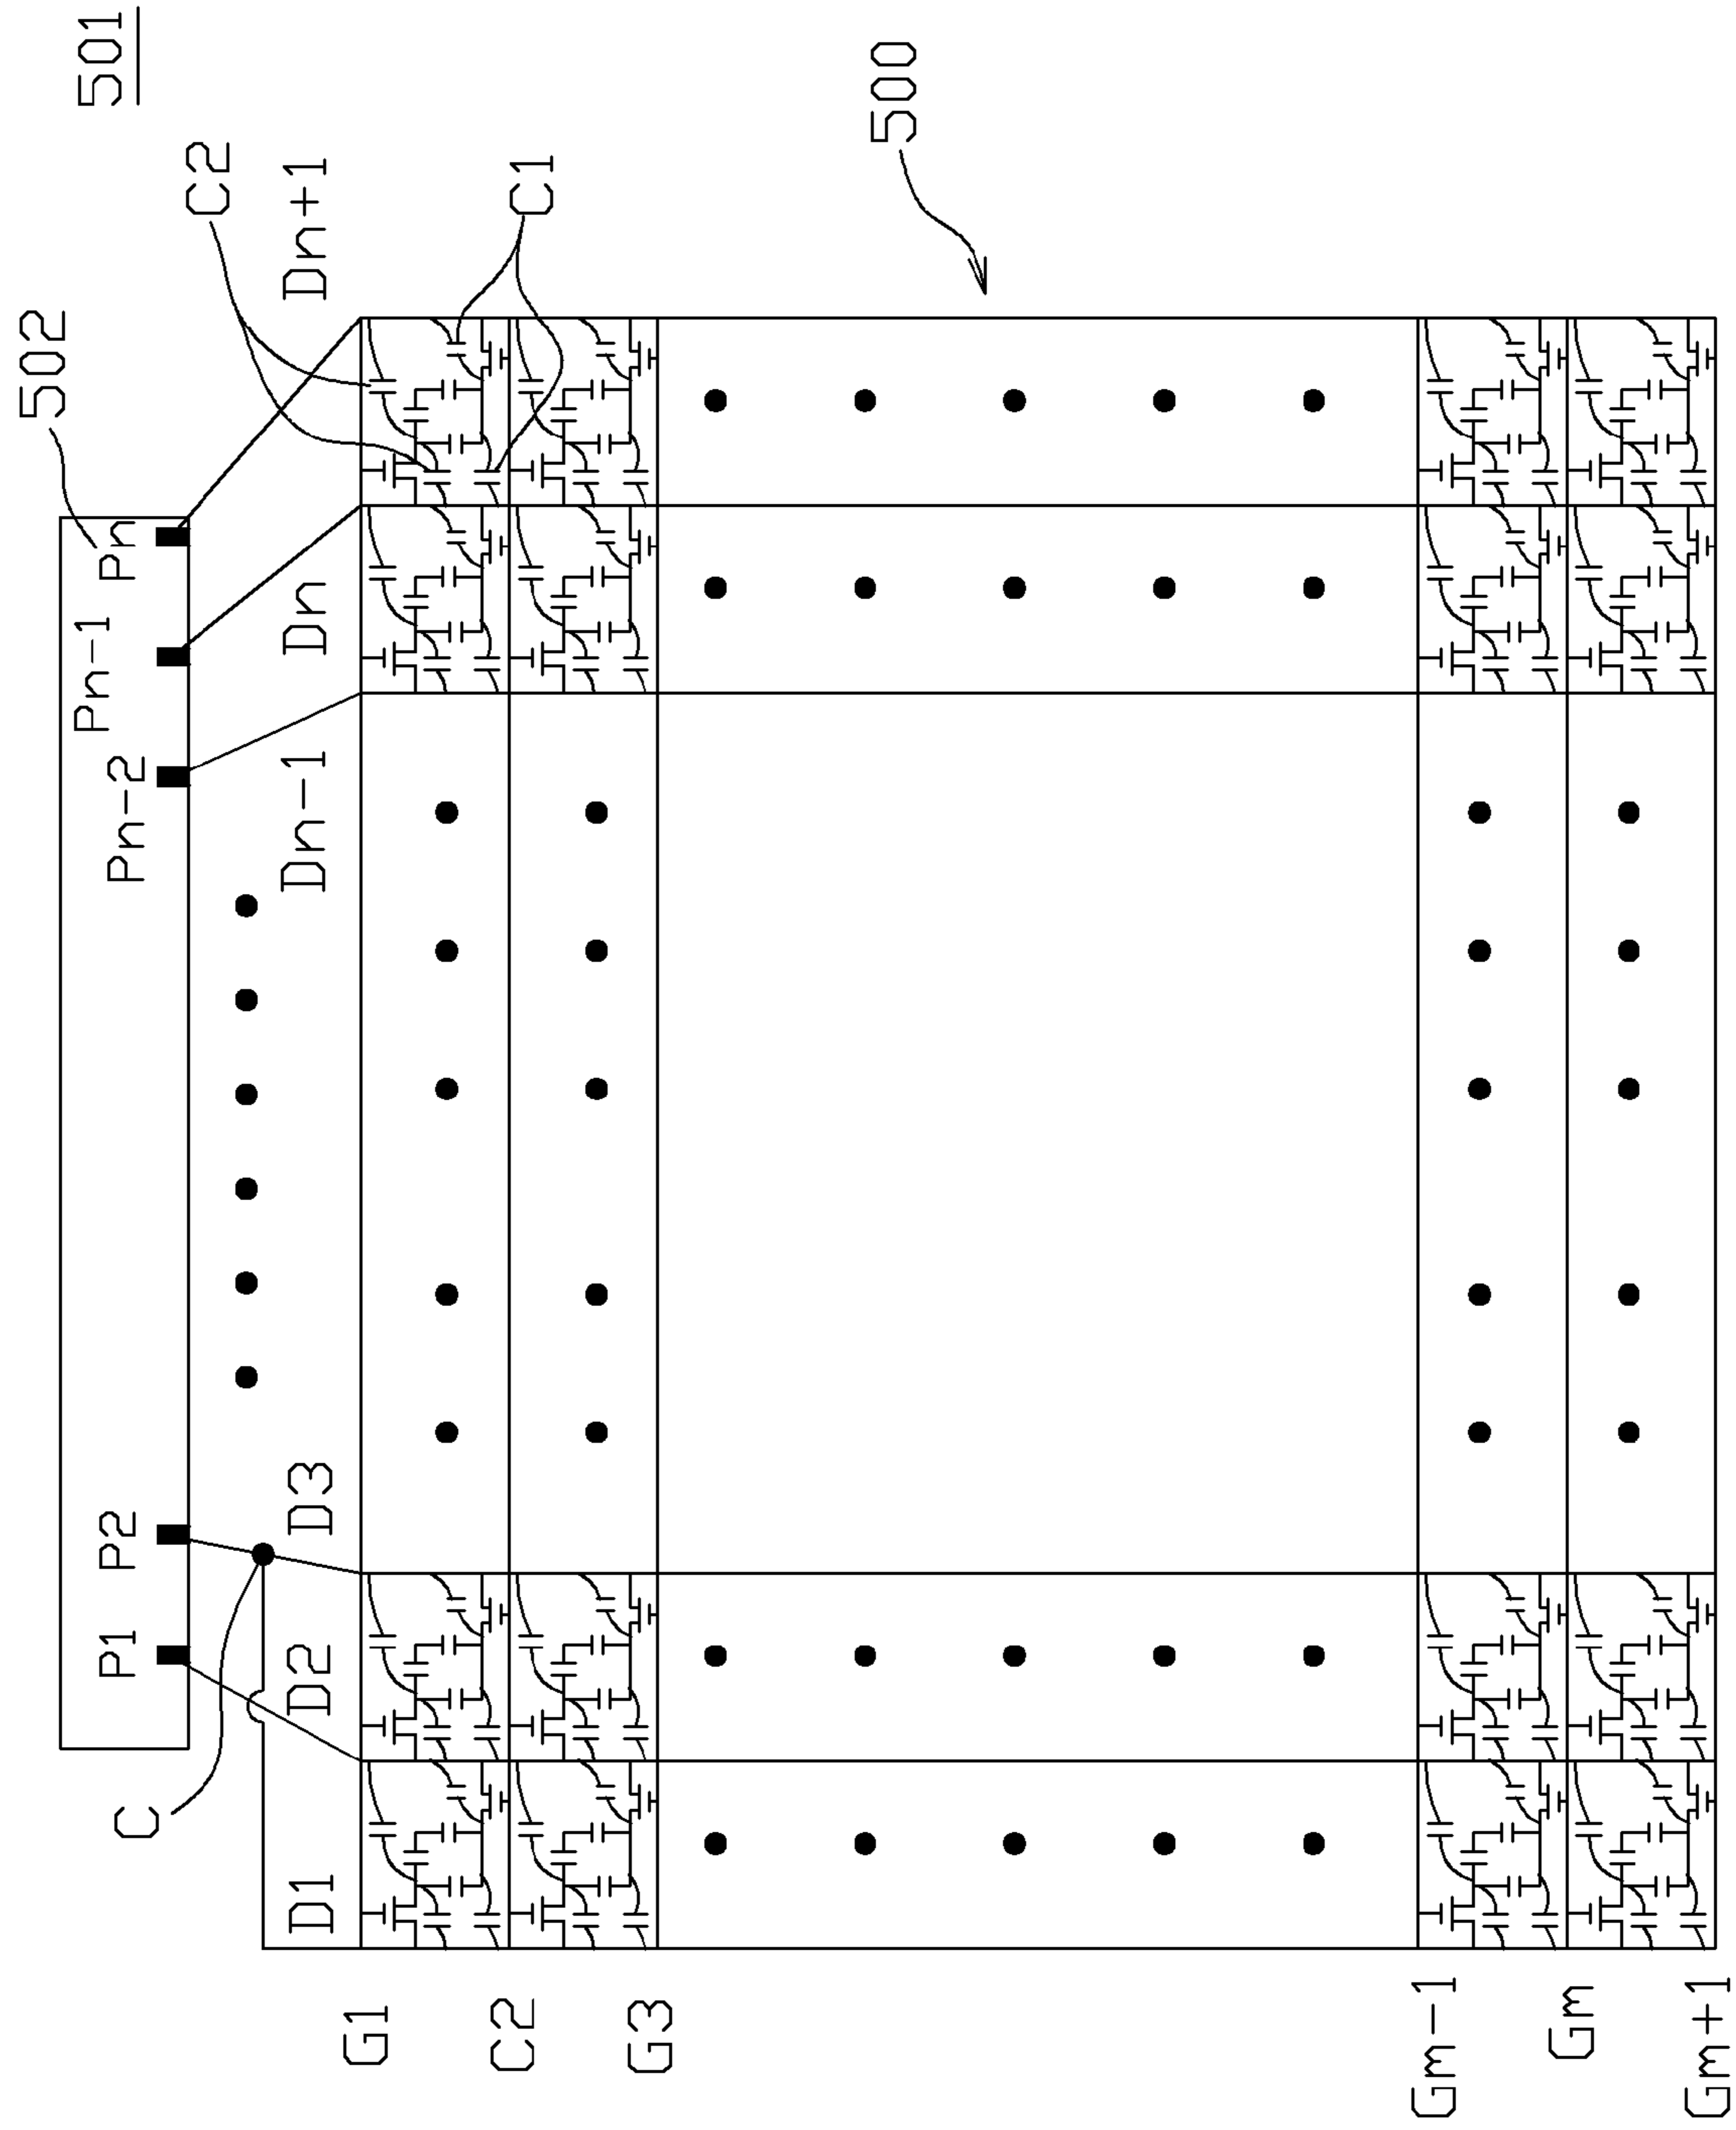 501
502
Pn
Pn-1
Pn-2
P2
P1
C2
Dn+1
C1
500
Dn
Dn-1
D3
D2
C
D1
G1
C2
G3
Gm-1
Gm
Gm+1